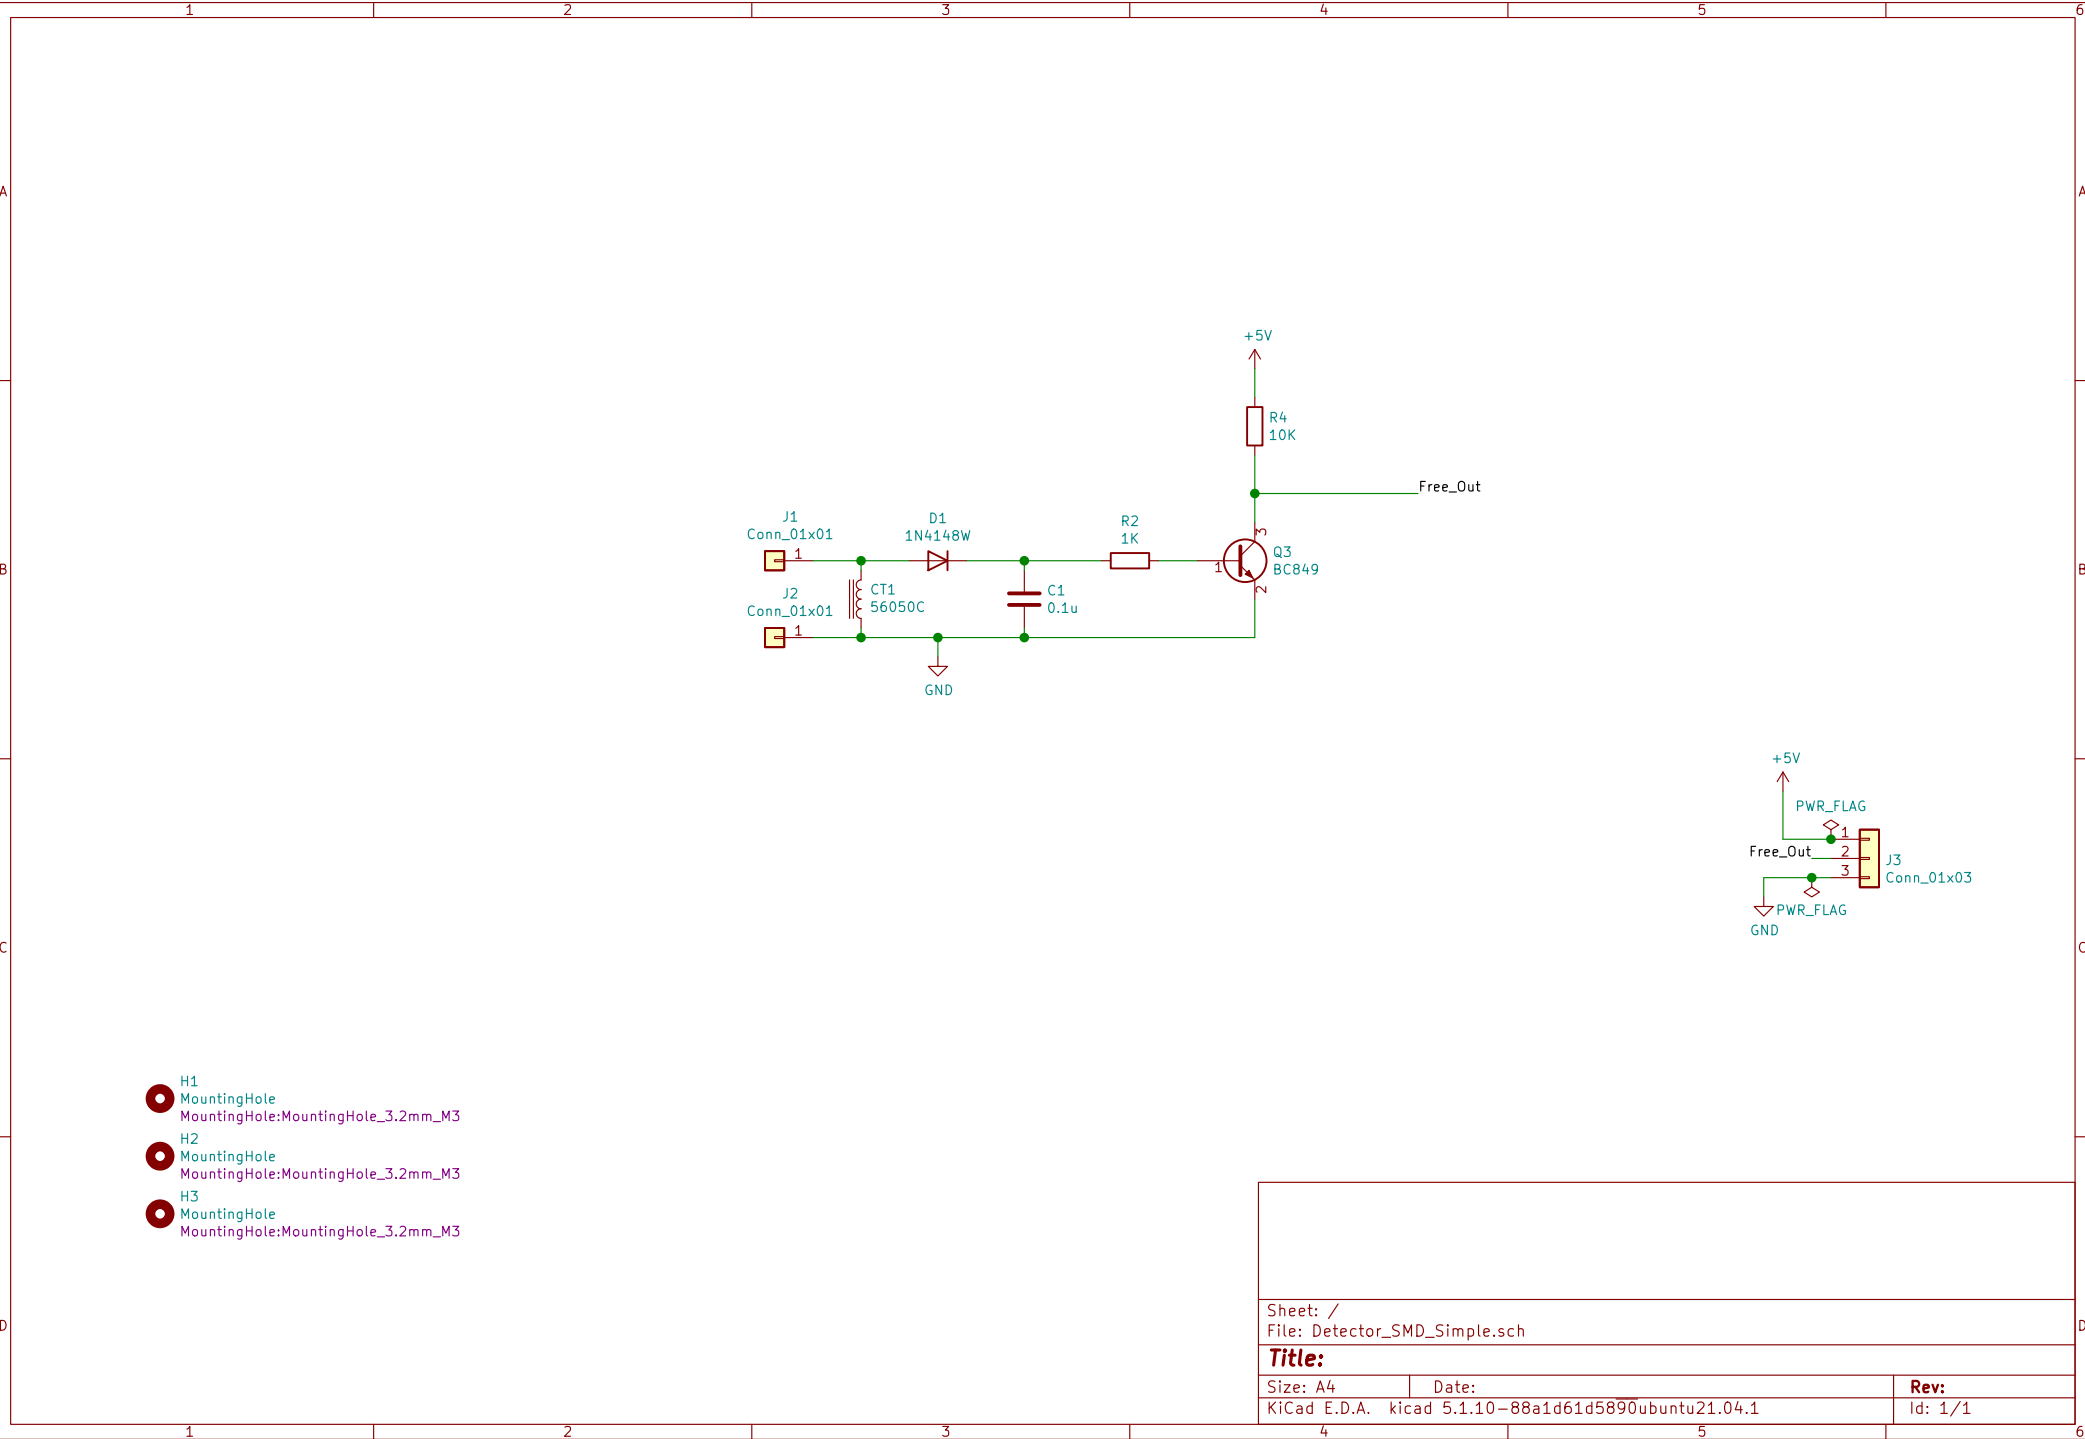 1 2 3 4 5 6
A A
+5V
R4
10K
Free_Out
J1
Conn_01x01
1
D1
1N4148W
R2
1K
3
Q3
BC849
1
2
B B
J2
Conn_01x01
1
CT1
56050C
C1
0.1u
GND
+5V
PWR_FLAG
1
Free_Out
2
3
J3
Conn_01x03
PWR_FLAG
GND
C C
H1
MountingHole
MountingHole:MountingHole_3.2mm_M3
H2
MountingHole
MountingHole:MountingHole_3.2mm_M3
H3
MountingHole
MountingHole:MountingHole_3.2mm_M3
Sheet: /
File: Detector_SMD_Simple.sch
D D
Title:
Size: A4 Date: Rev:
KiCad E.D.A. kicad 5.1.10-88a1d61d5890ubuntu21.04.1 Id: 1/1
1 2 3 4 5 6